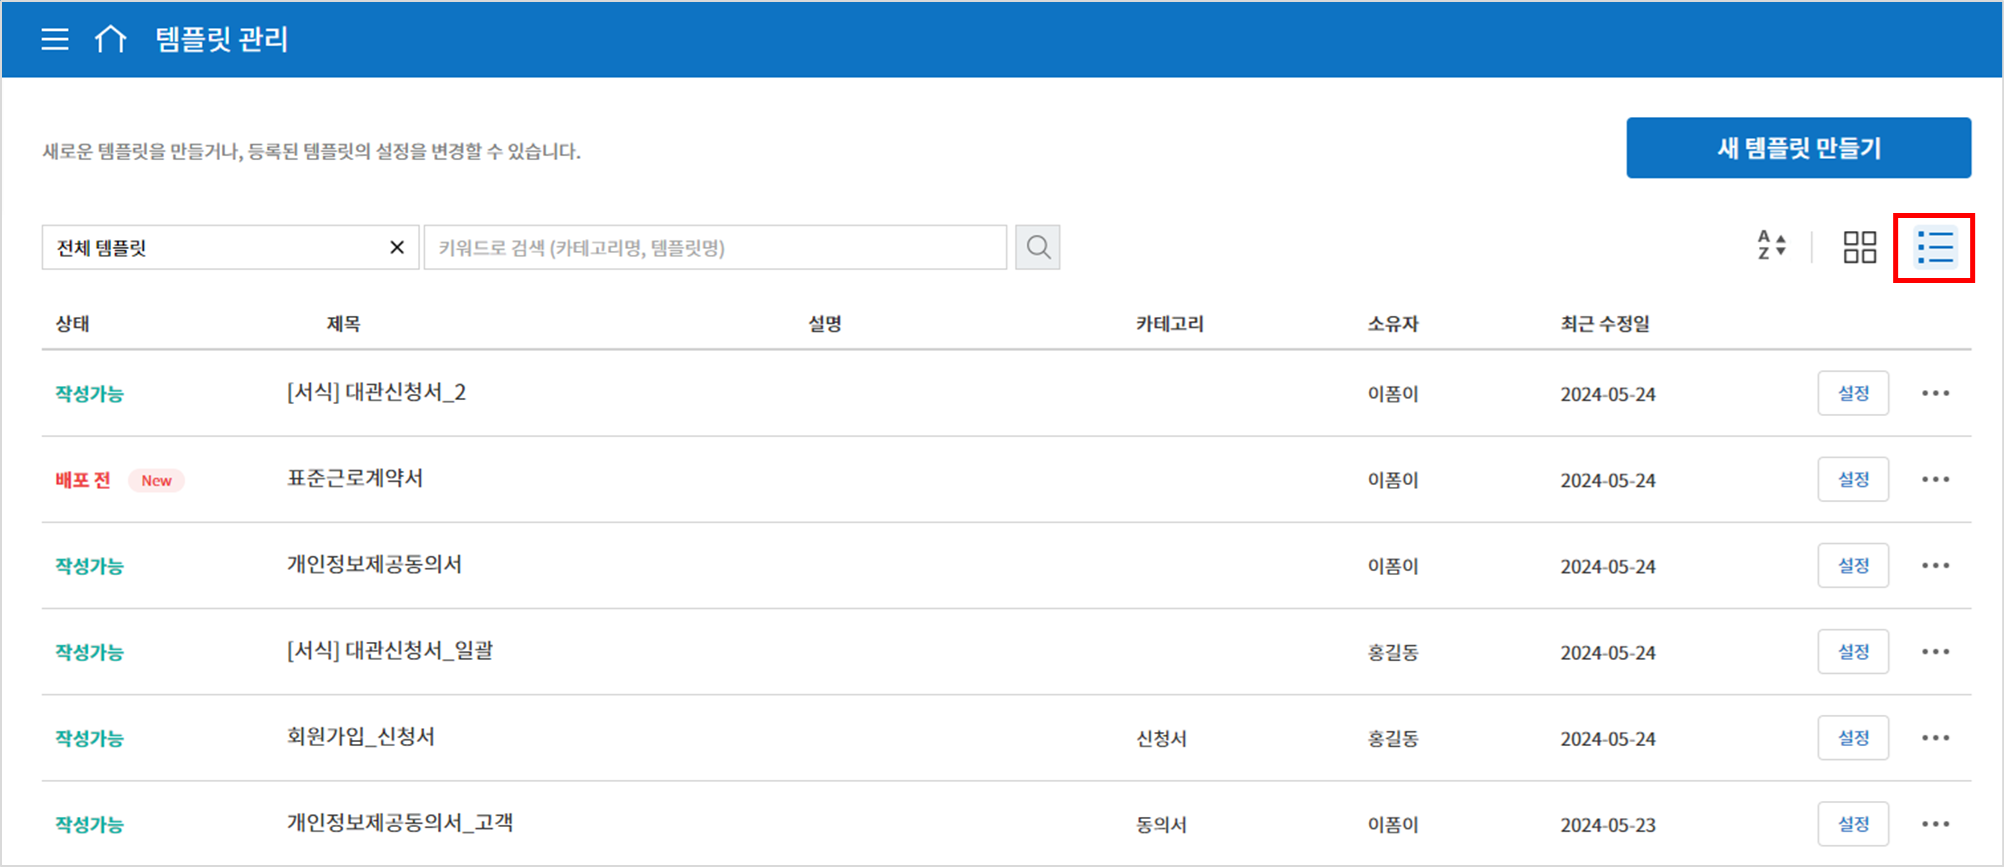 템플릿 관리
새로운 템플릿을 만들거나, 등록된 템플릿의 설정을 변경할 수 있습니다.
새 템플릿 만들기
전체 템플릿
키워드로 검색 (카테고리명, 템플릿명)
A
Z
상태 제목 설명 카테고리 소유자 최근 수정일
작성가능 [서식] 대관신청서_2 이폼이 2024-05-24 설정
배포 전 New 표준근로계약서 이폼이 2024-05-24 설정
작성가능 개인정보제공동의서 이폼이 2024-05-24 설정
작성가능 [서식] 대관신청서_일괄 홍길동 2024-05-24 설정
작성가능 회원가입_신청서 신청서 홍길동 2024-05-24 설정
작성가능 개인정보제공동의서_고객 동의서 이폼이 2024-05-23 설정